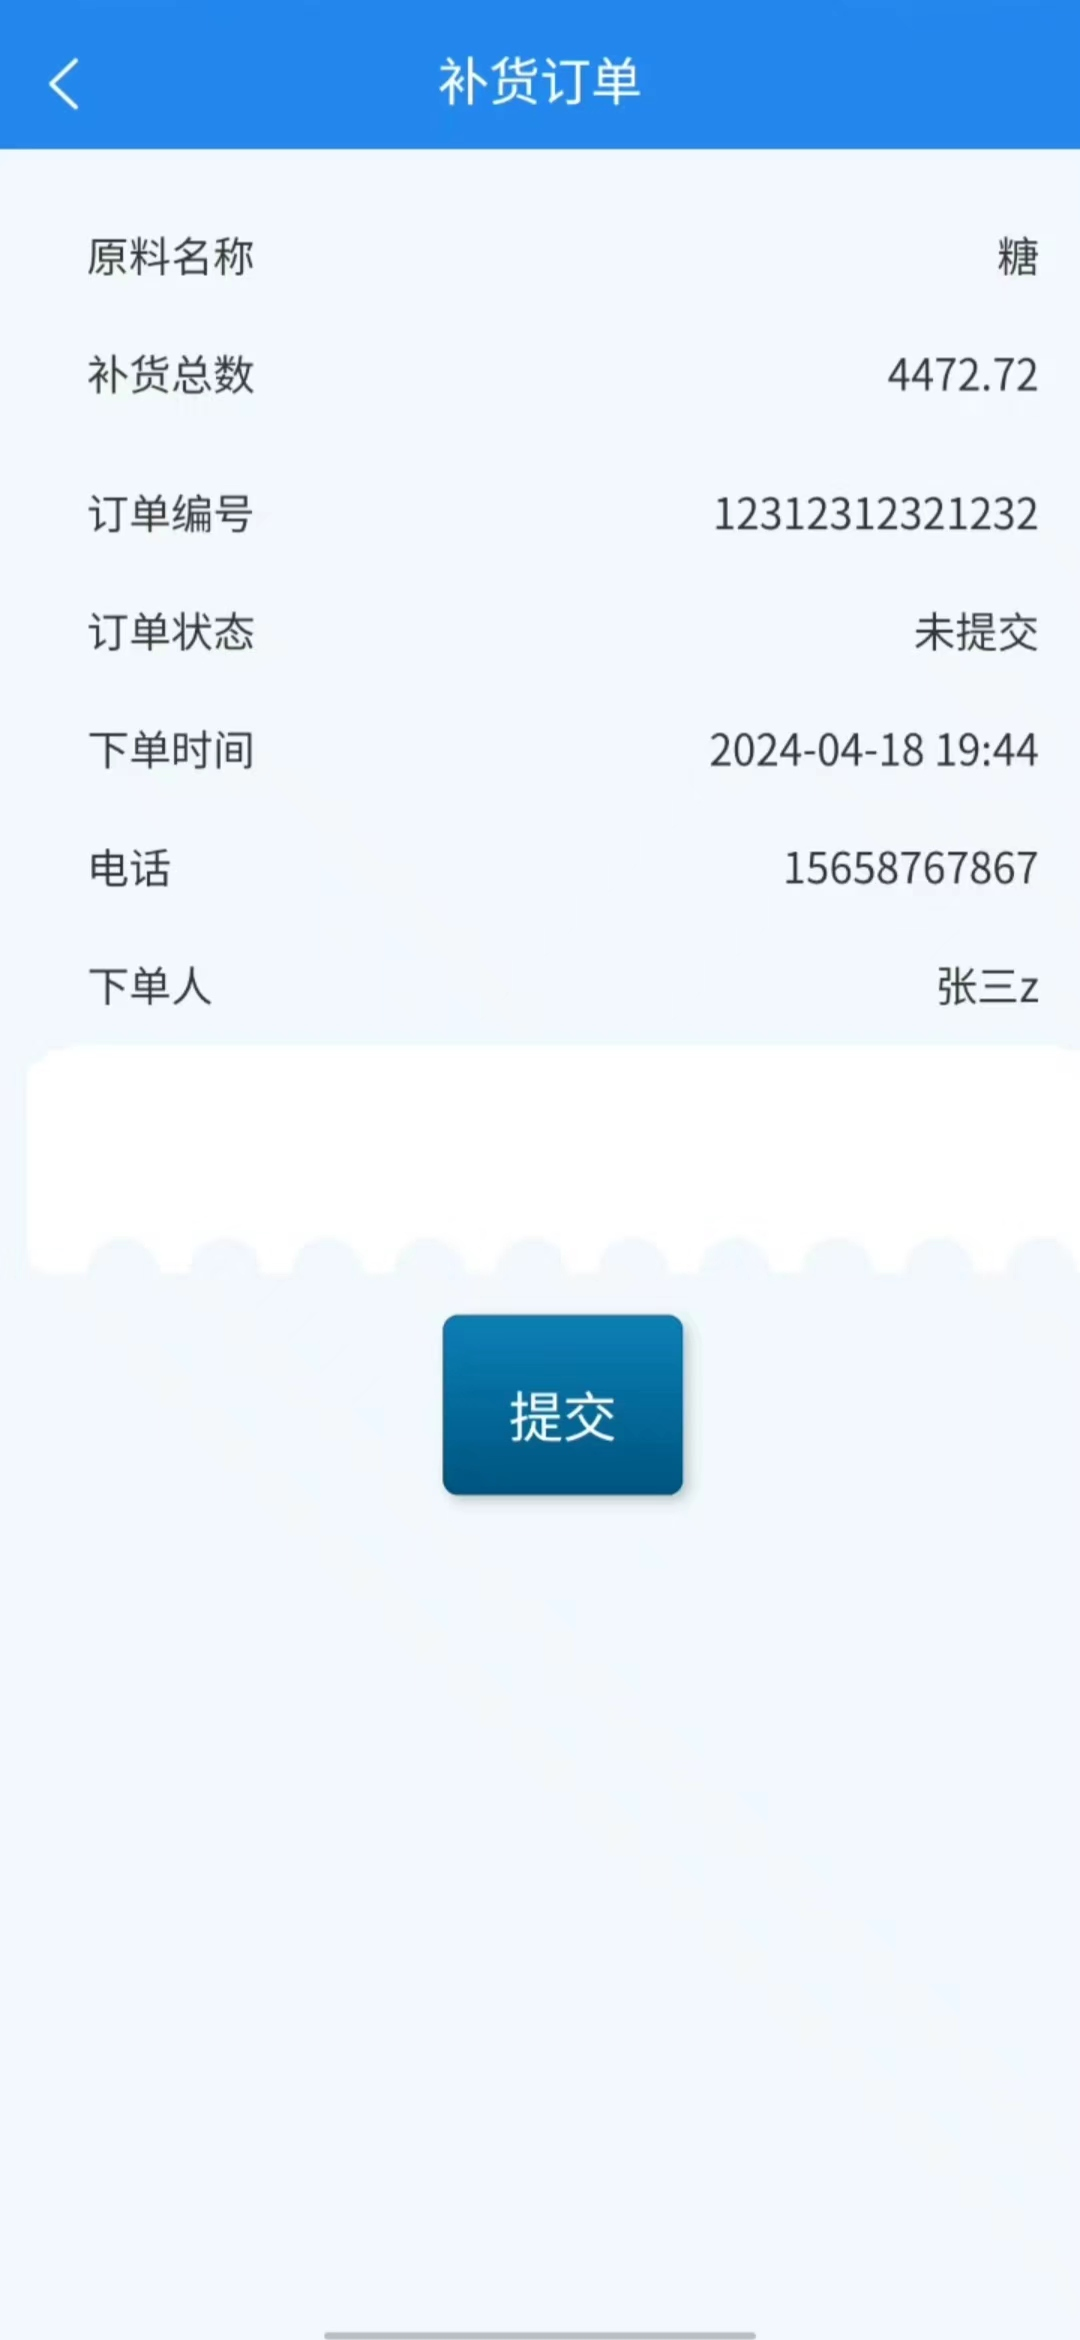 补货订单
原料名称 糖
补货总数 4472.72
订单编号 12312312321232
订单状态 未提交
下单时间 2024-04-18 19:44
电话 15658767867
下单人 张三z
提交